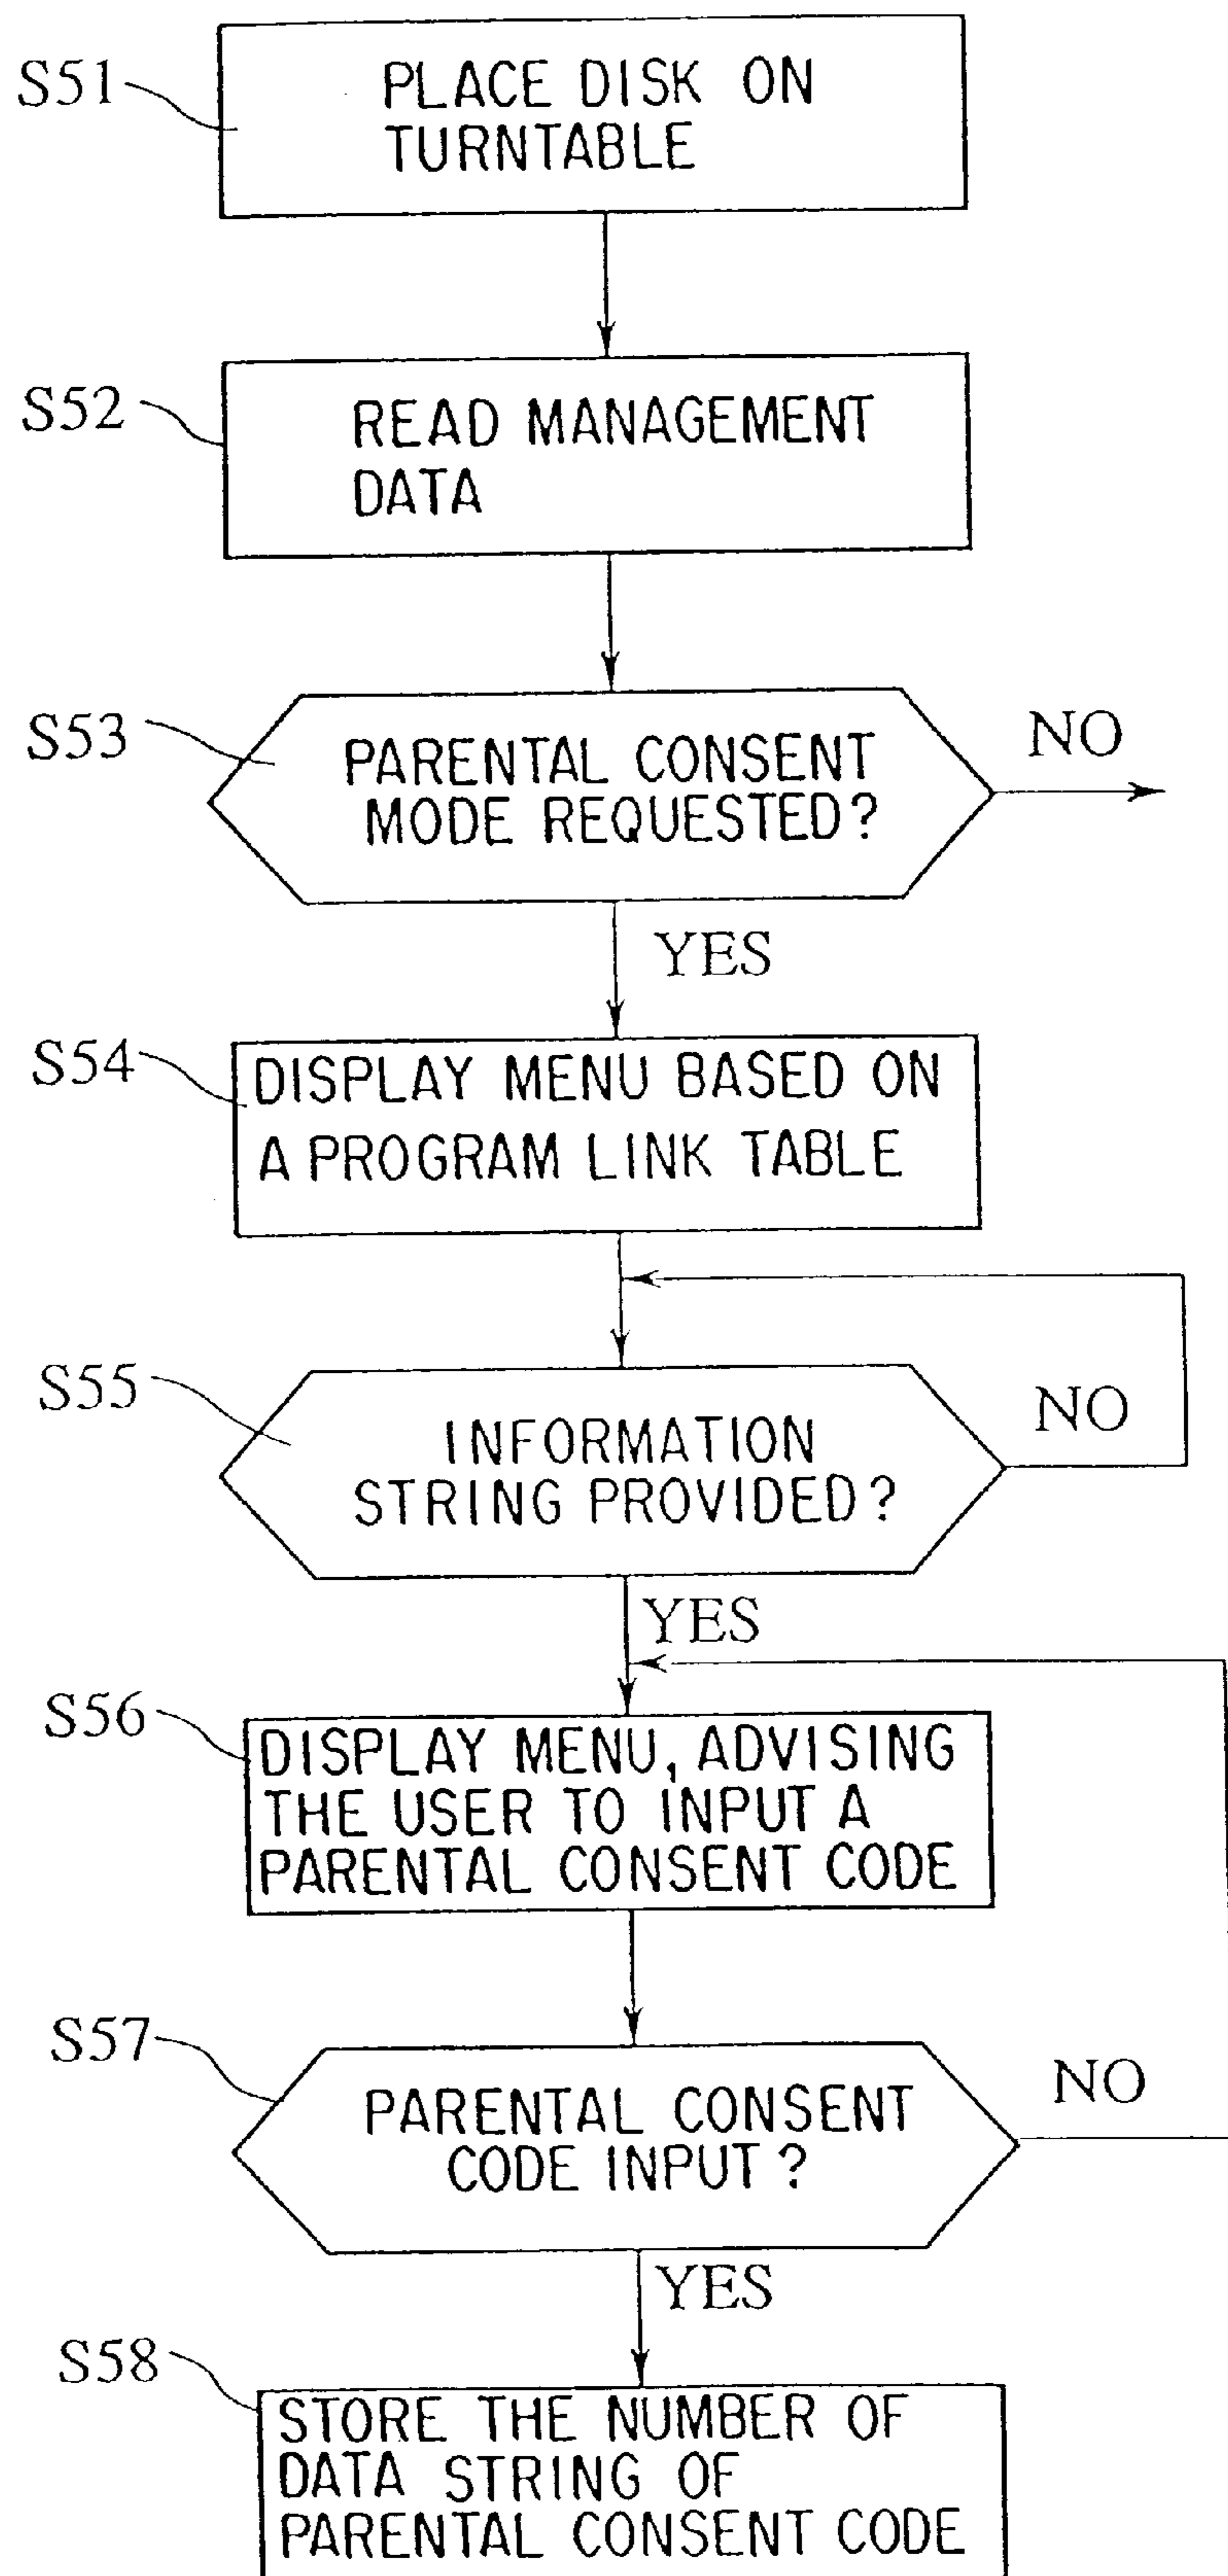 S51
PLACE DISK ON
TURNTABLE
S52
READ MANAGEMENT
DATA
S53
PARENTAL CONSENT
MODE REQUESTED?
NO
YES
S54
DISPLAY MENU BASED ON
A PROGRAM LINK TABLE
S55
INFORMATION
STRING PROVIDED?
NO
YES
S56
DISPLAY MENU, ADVISING
THE USER TO INPUT A
PARENTAL CONSENT CODE
S57
PARENTAL CONSENT
CODE INPUT?
NO
YES
S58
STORE THE NUMBER OF
DATA STRING OF
PARENTAL CONSENT CODE